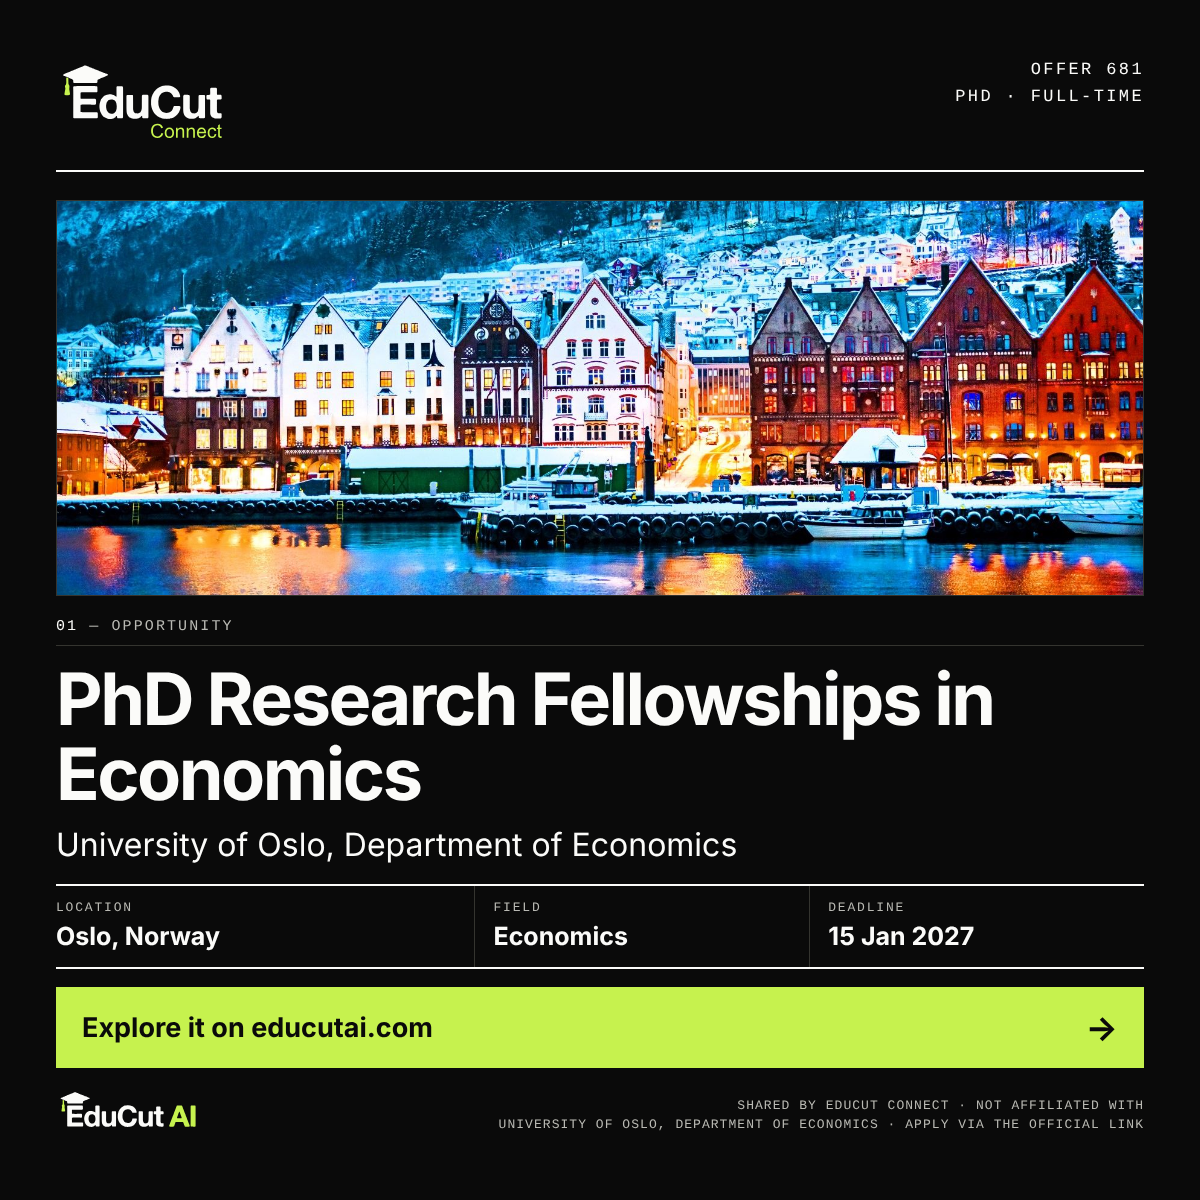 EduCut
Connect
OFFER 681
PHD · FULL-TIME
01 — OPPORTUNITY
PhD Research Fellowships in
Economics
University of Oslo, Department of Economics
LOCATION
Oslo, Norway
FIELD
Economics
DEADLINE
15 Jan 2027
Explore it on educutai.com →
EduCut AI
SHARED BY EDUCUT CONNECT · NOT AFFILIATED WITH
UNIVERSITY OF OSLO, DEPARTMENT OF ECONOMICS · APPLY VIA THE OFFICIAL LINK